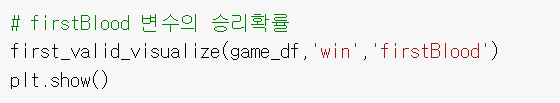 # firstBlood 변수의 승리확률
first_valid_visualize(game_df,'win','firstBlood')
plt.show()